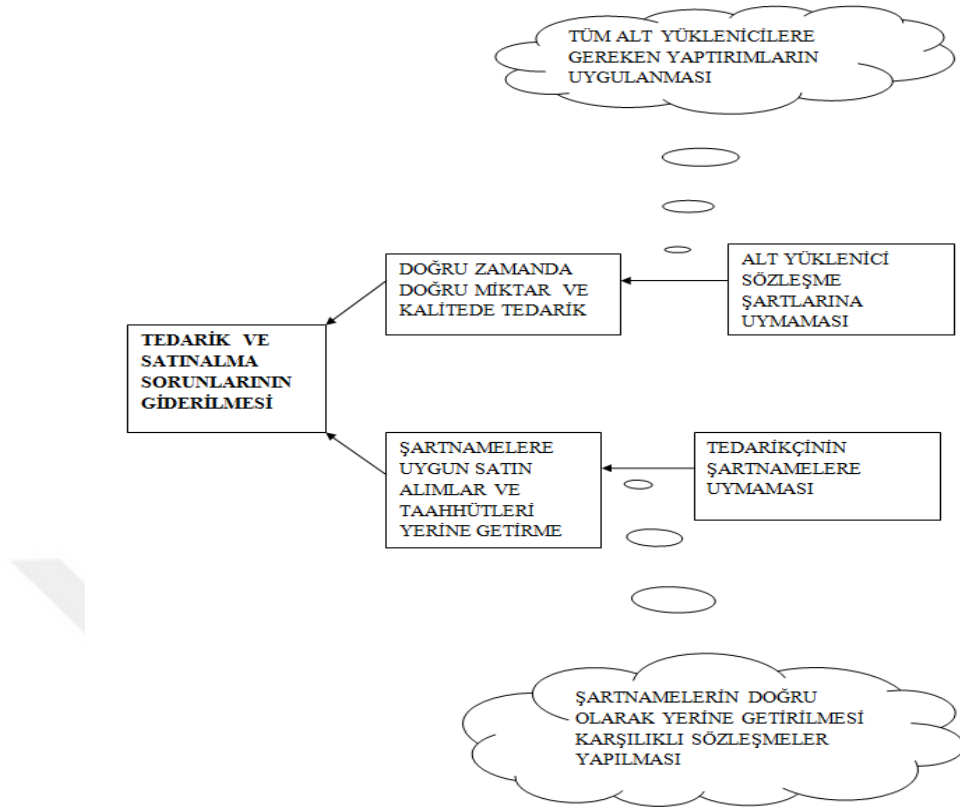 TÜM ALT YÜKLENİCİLERE
GEREKEN YAPTIRIMLARIN
UYGULANMASI
DOĞRU ZAMANDA
DOĞRU MİKTAR VE
KALİTEDE TEDARİK
ALT YÜKLENİCİ
SÖZLEŞME
ŞARTLARINA
UYMAMASI
TEDARİK VE
SATINALMA
SORUNLARININ
GİDERİLMESİ
ŞARTNAMELERE
UYGUN SATIN
ALIMLAR VE
TAAHHÜTLERİ
YERİNE GETİRME
TEDARİKÇİNİN
ŞARTNAMELERE
UYMAMASI
ŞARTNAMELERİN DOĞRU
OLARAK YERİNE GETİRİLMESİ
KARŞILIKLI SÖZLEŞMELER
YAPILMASI